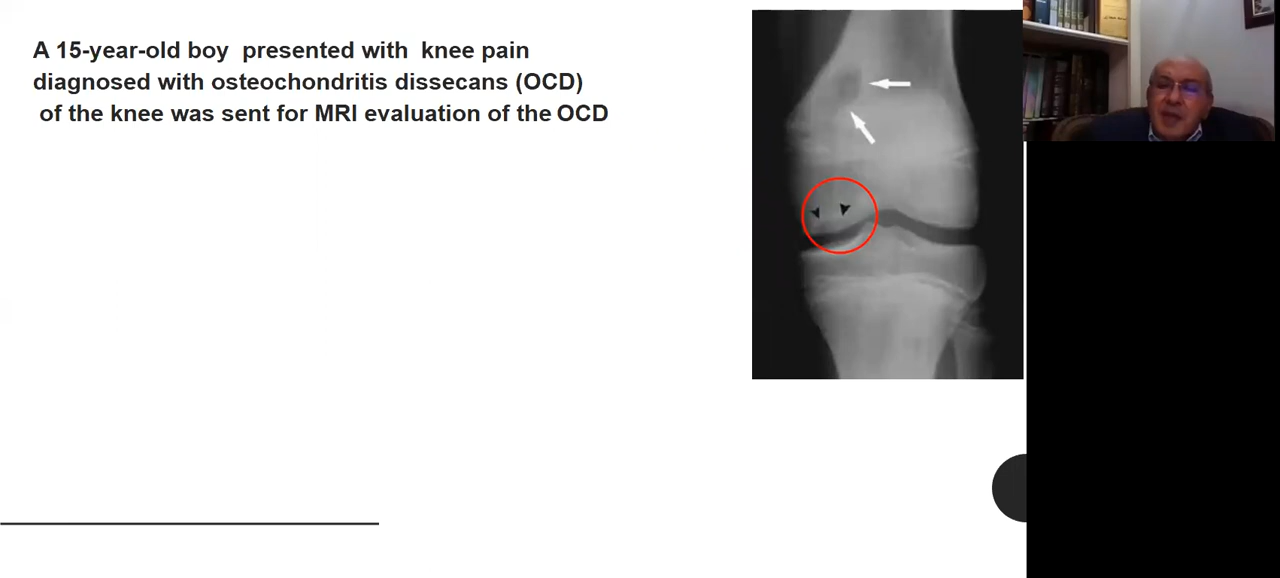 A 15-year-old boy presented with knee pain
diagnosed with osteochondritis dissecans (OCD)
of the knee was sent for MRI evaluation of the OCD